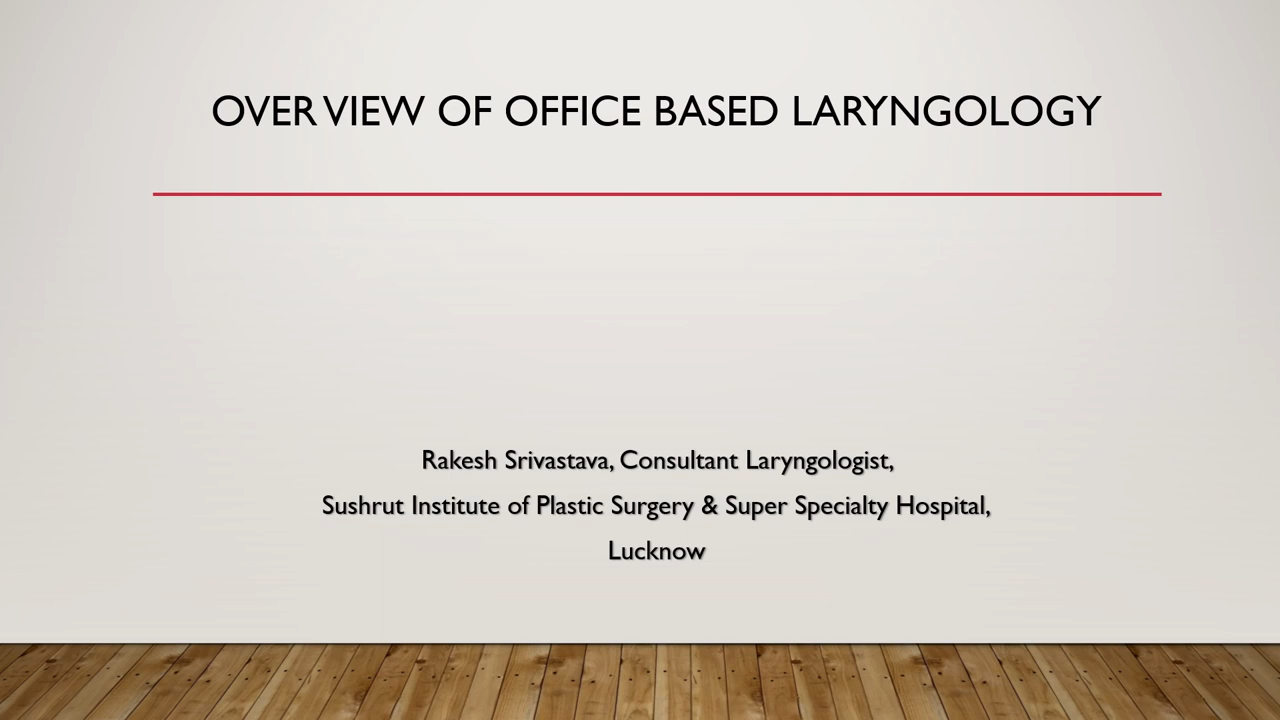 OVER VIEW OF OFFICE BASED LARYNGOLOGY
Rakesh Srivastava, Consultant Laryngologist,
Sushrut Institute of Plastic Surgery & Super Specialty Hospital,
Lucknow